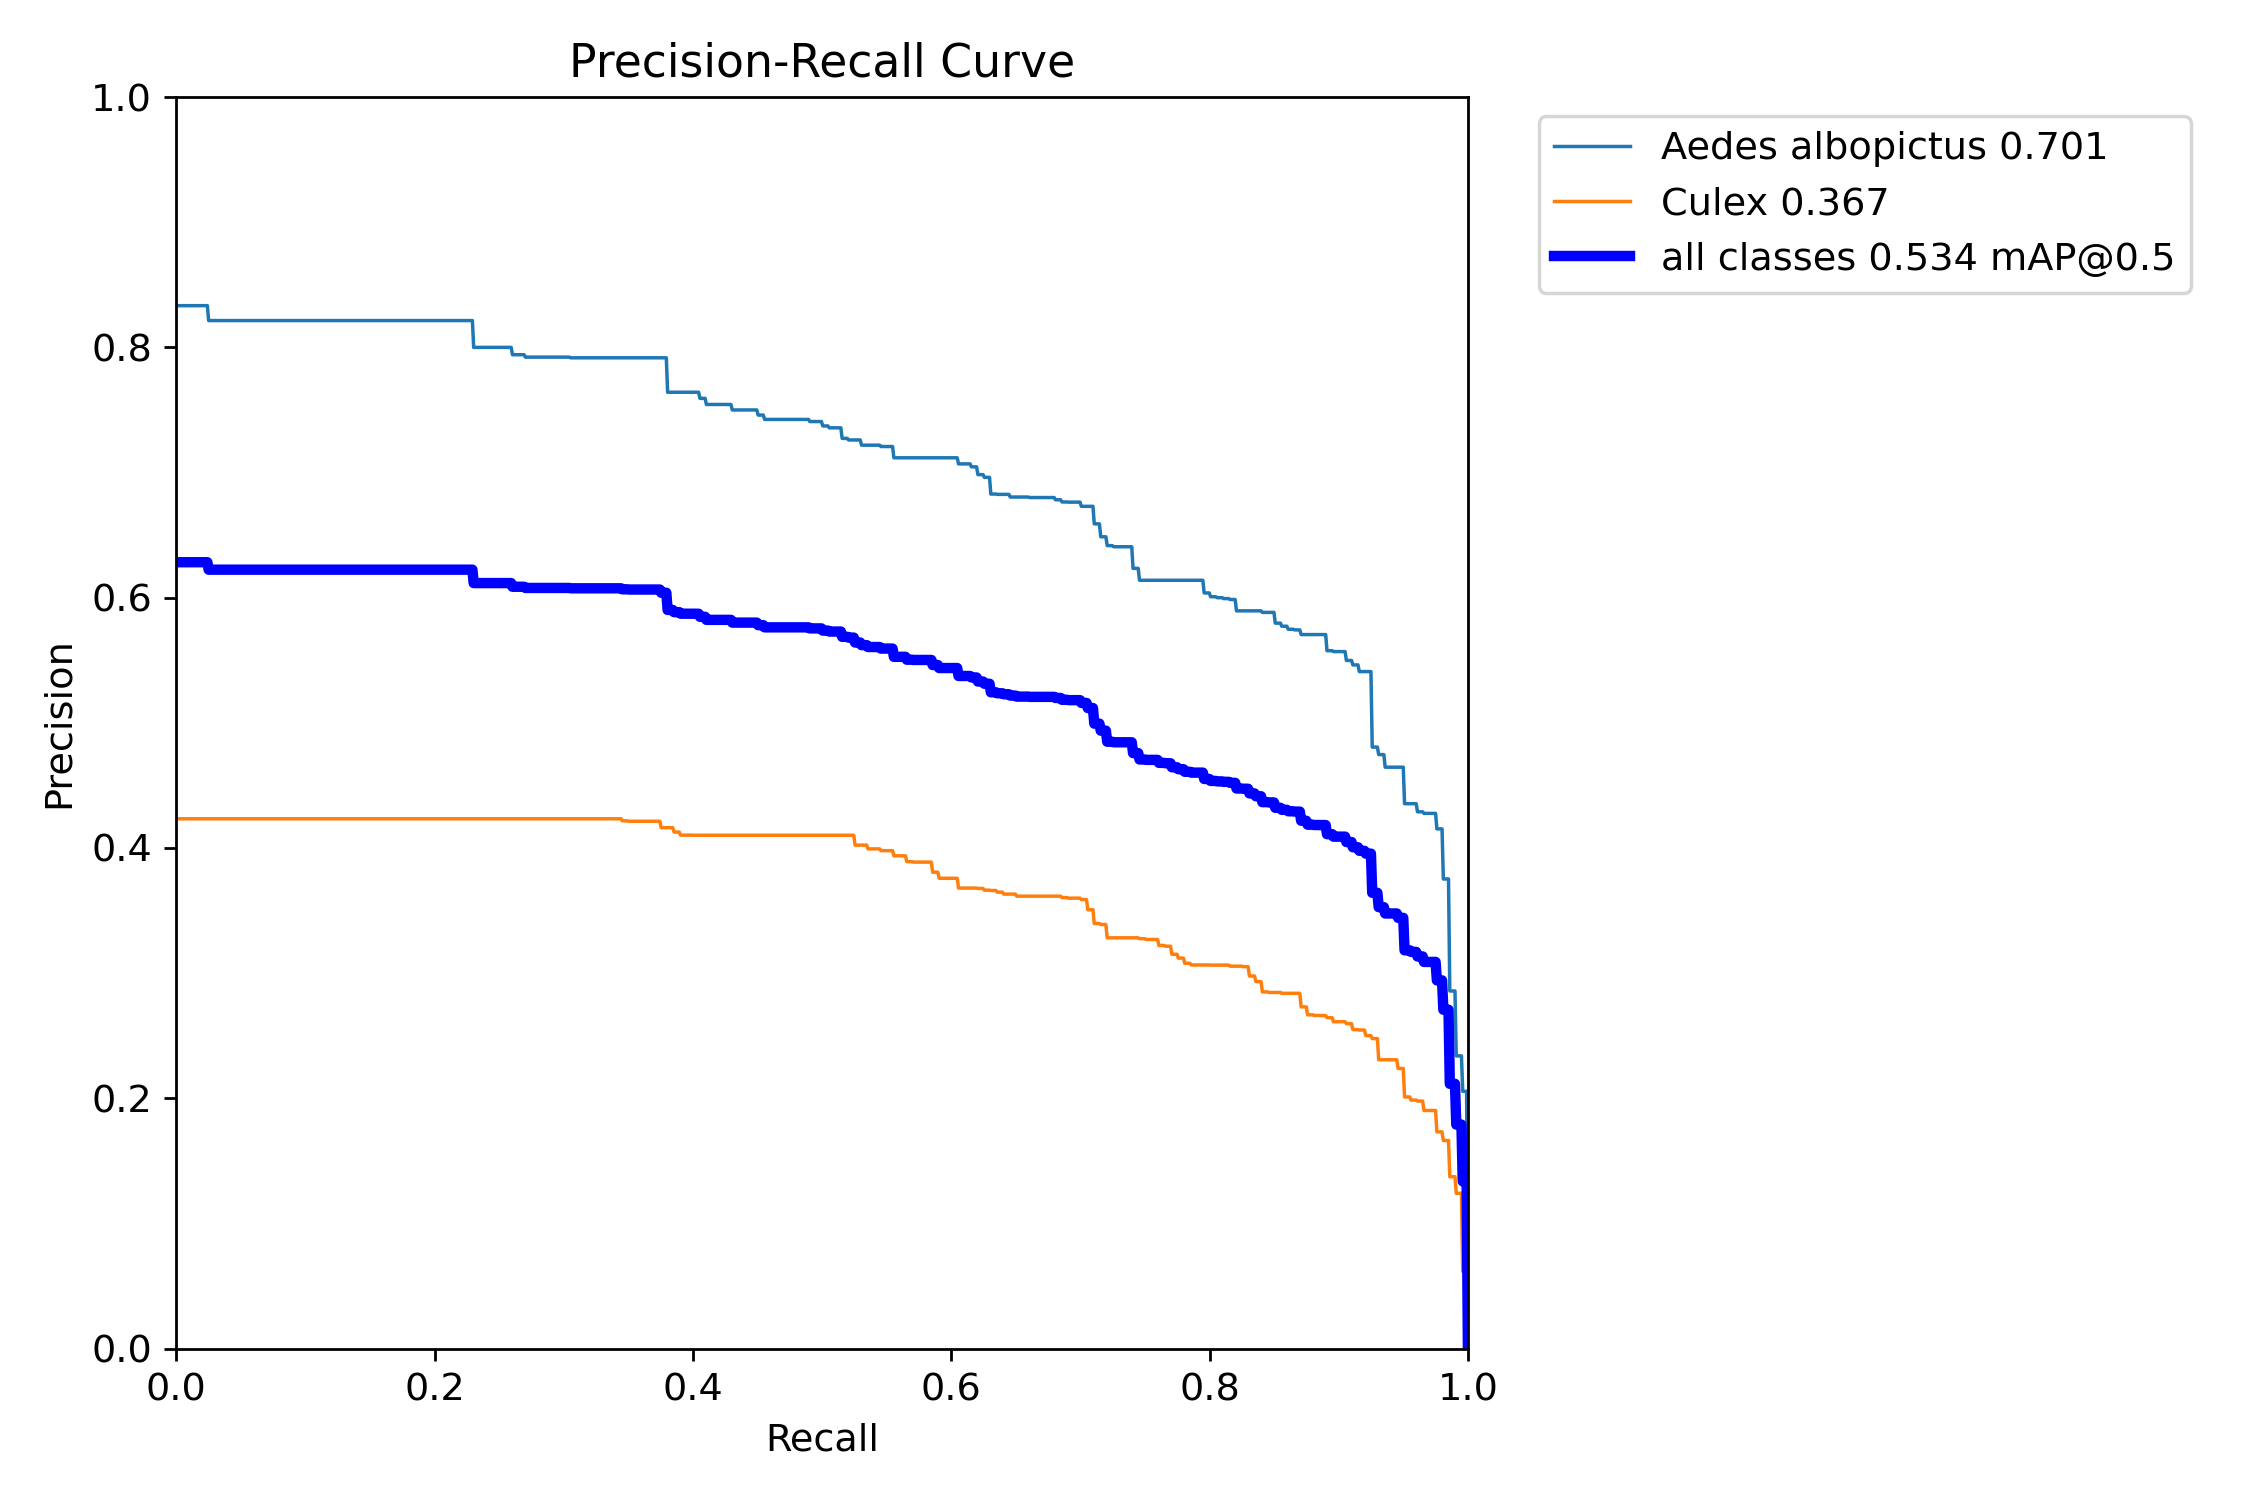 Precision-Recall Curve
1.0
0.8
0.6
0.4
0.2
0.0
Precision
0.0 0.2 0.4 0.6 0.8 1.0
Recall
Aedes albopictus 0.701
Culex 0.367
all classes 0.534 mAP@0.5